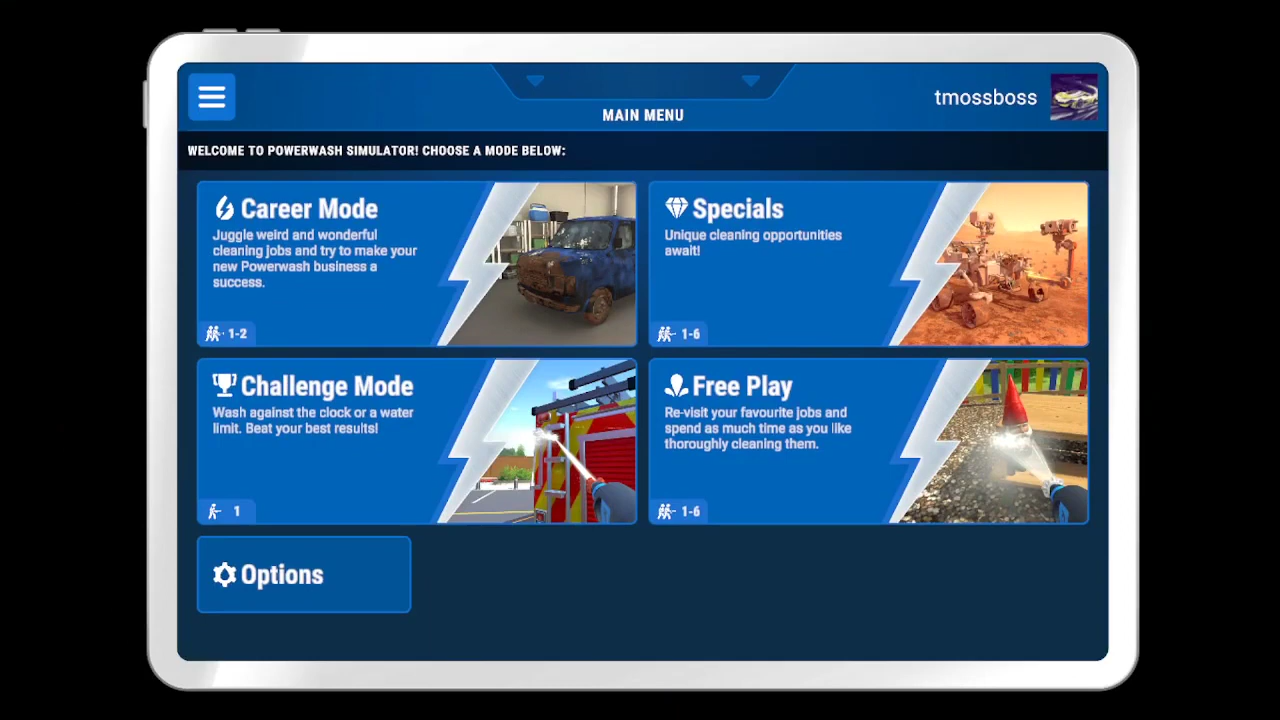 tmossboss
MAIN MENU
WELCOME TO POWERWASH SIMULATOR! CHOOSE A MODE BELOW:
Career Mode
Juggle weird and wonderful
cleaning jobs and try to make your
new Powerwash business a
success.
1-2
Specials
Unique cleaning opportunities
await!
1-6
Challenge Mode
Wash against the clock or a water
limit. Beat your best results!
1
Free Play
Re-visit your favourite jobs and
spend as much time as you like
thoroughly cleaning them.
1-6
Options